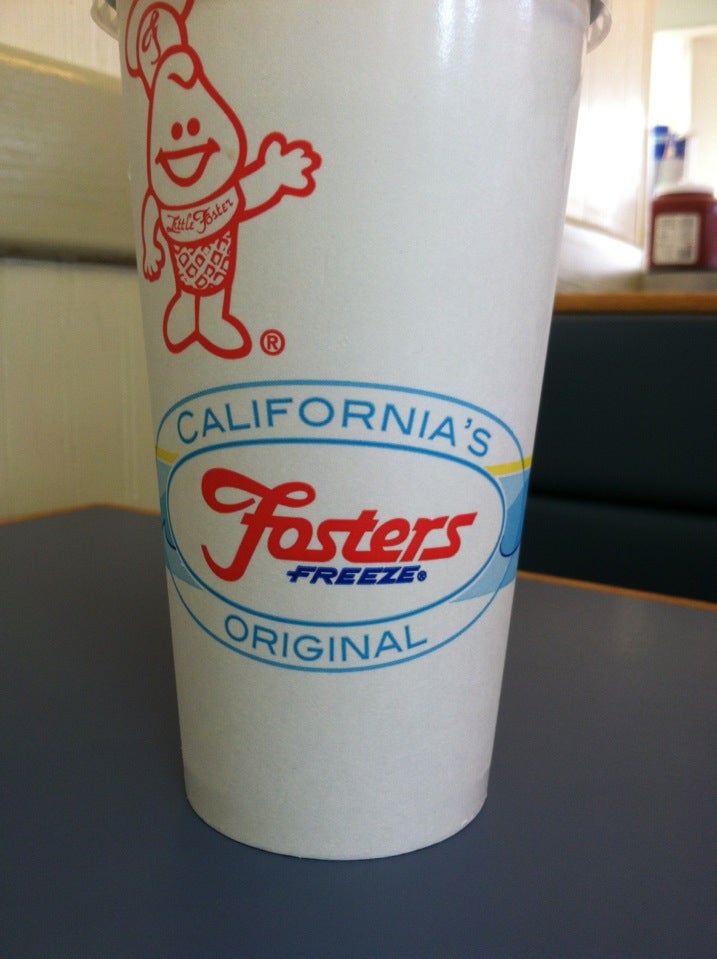 Little Foster
®
CALIFORNIA'S
Fosters
FREEZE®
ORIGINAL